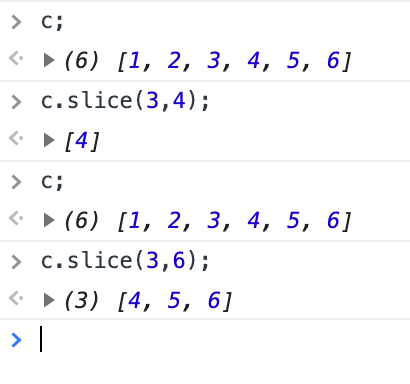 c;
(6) [1, 2, 3, 4, 5, 6]
c.slice(3,4);
[4]
c;
(6) [1, 2, 3, 4, 5, 6]
c.slice(3,6);
(3) [4, 5, 6]